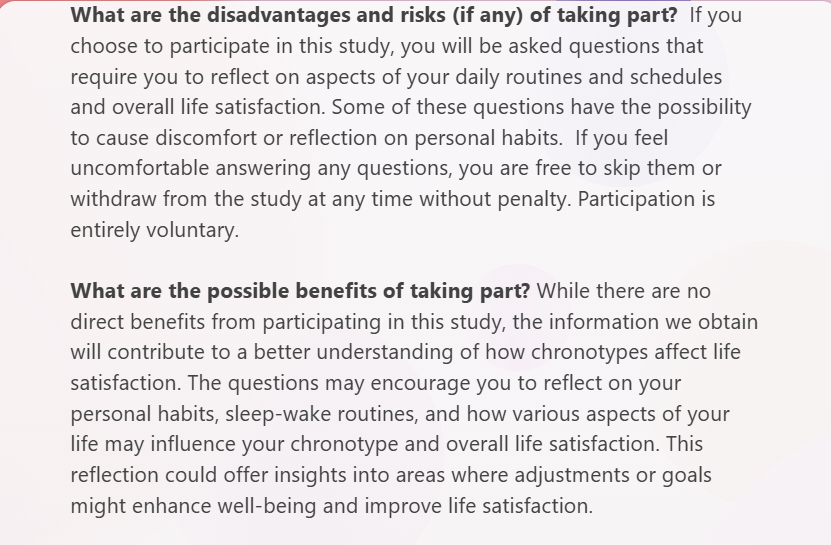 What are the disadvantages and risks (if any) of taking part?  If you
choose to participate in this study, you will be asked questions that
require you to reflect on aspects of your daily routines and schedules
and overall life satisfaction. Some of these questions have the possibility
to cause discomfort or reflection on personal habits.  If you feel
uncomfortable answering any questions, you are free to skip them or
withdraw from the study at any time without penalty. Participation is
entirely voluntary.
What are the possible benefits of taking part? While there are no
direct benefits from participating in this study, the information we obtain
will contribute to a better understanding of how chronotypes affect life
satisfaction. The questions may encourage you to reflect on your
personal habits, sleep-wake routines, and how various aspects of your
life may influence your chronotype and overall life satisfaction. This
reflection could offer insights into areas where adjustments or goals
might enhance well-being and improve life satisfaction.